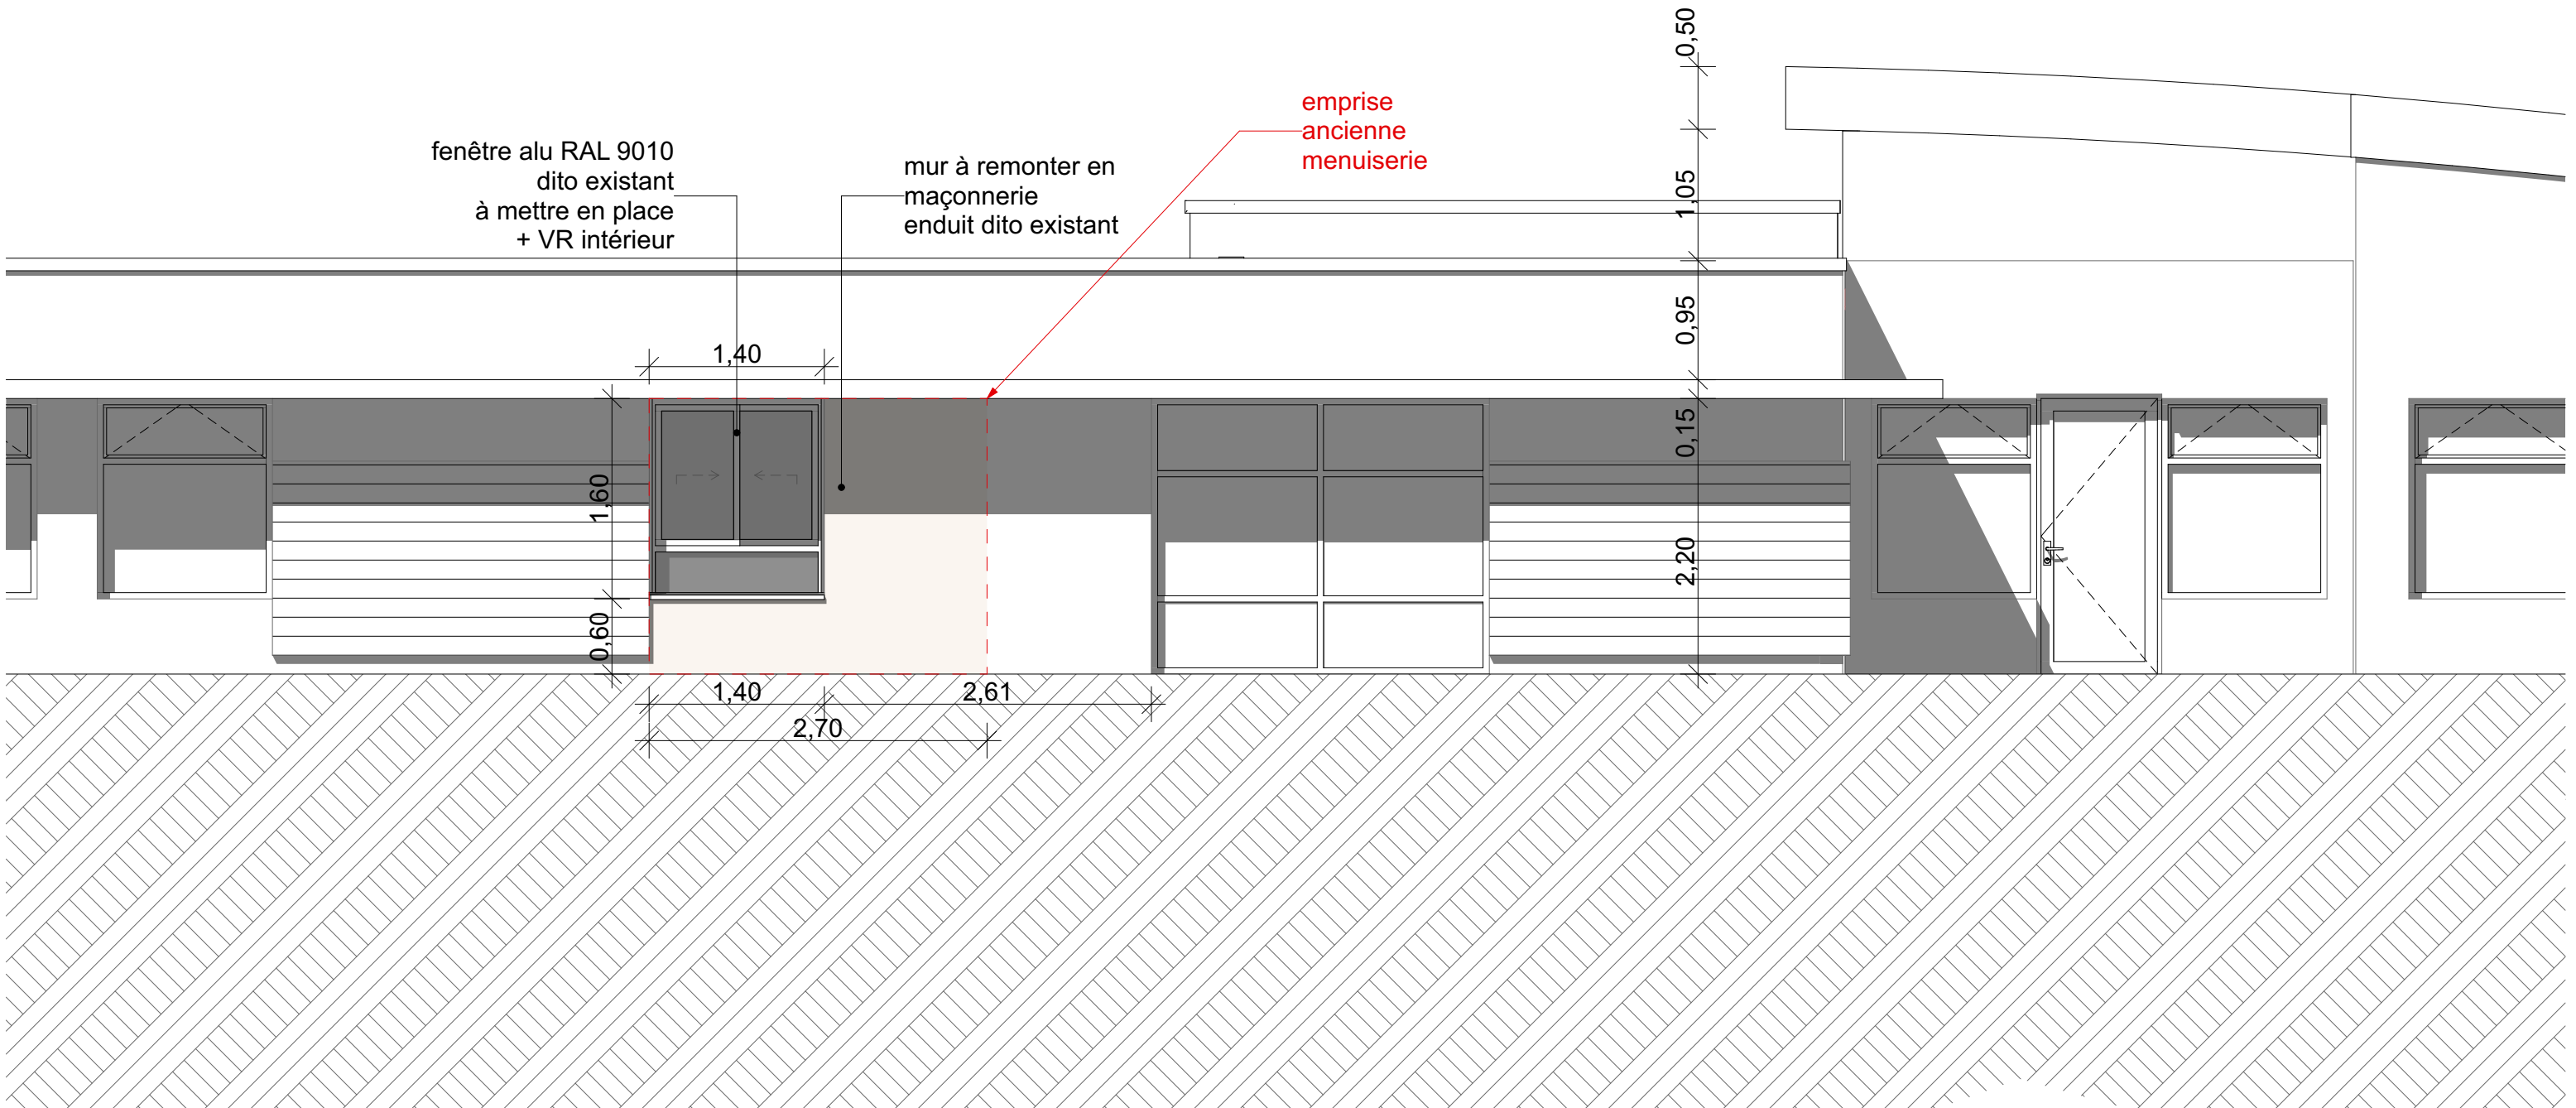 0,50
emprise
ancienne
menuiserie
fenêtre alu RAL 9010
dito existant
à mettre en place
+ VR intérieur
mur à remonter en
maçonnerie
enduit dito existant
1,05
0,95
1,40
0,15
1,60
2,20
0,60
1,40
2,61
2,70